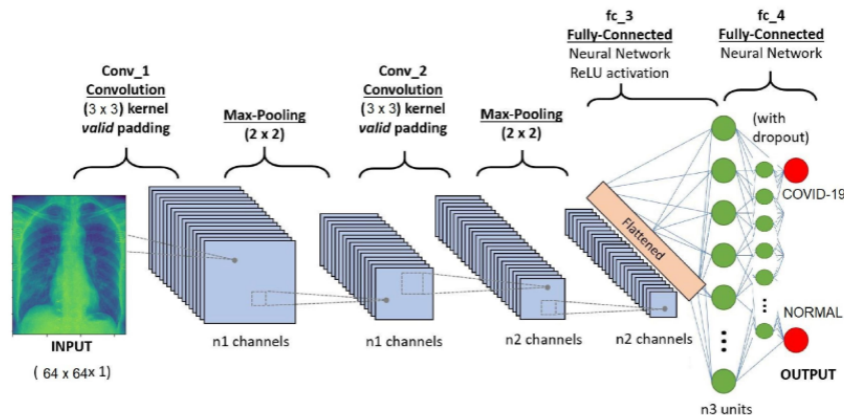 Conv_1
Convolution
(3 x 3) kernel
valid padding
Max-Pooling
(2 x 2)
Conv_2
Convolution
(3 x 3) kernel
valid padding
Max-Pooling
(2 x 2)
fc_3
Fully-Connected
Neural Network
ReLU activation
fc_4
Fully-Connected
Neural Network
(with
dropout)
COVID-19
Flattened
NORMAL
OUTPUT
INPUT
( 64 x 64x 1)
n1 channels
n1 channels
n2 channels
n2 channels
n3 units